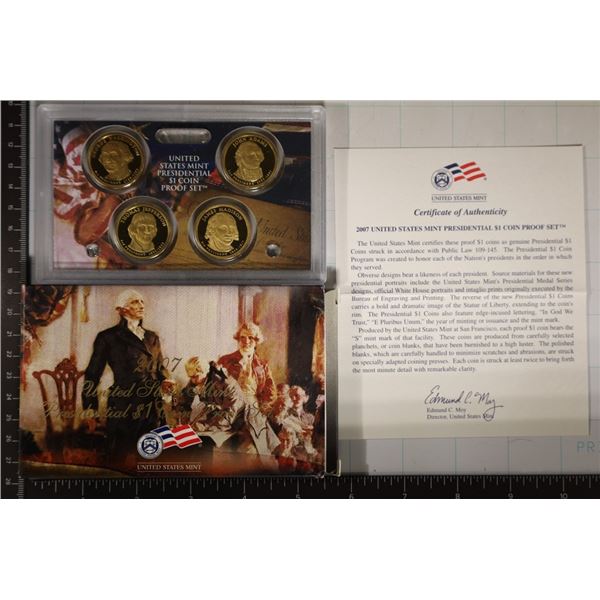 GEORGE WASHINGTON
JOHN ADAMS
UNITED
STATES MINT
PRESIDENTIAL
$1 COIN
PROOF SET™
THOMAS JEFFERSON
JAMES MADISON
2007
United States Mint
Presidential $1 Coin Proof Set
UNITED STATES MINT
UNITED STATES MINT
Certificate of Authenticity
2007 UNITED STATES MINT PRESIDENTIAL $1 COIN PROOF SET™
The United States Mint certifies these proof $1 coins as genuine Presidential $1
Coins struck in accordance with Public Law 109-145. The Presidential $1 Coin
Program was created to honor each of the Nation's presidents in the order in which
they served.
Obverse designs bear a likeness of each president. Source materials for these new
presidential portraits include the United States Mint's Presidential Medal Series
designs, official White House portraits and intaglio prints originally executed by the
Bureau of Engraving and Printing. The reverse of the new Presidential $1 Coins
carries a bold and dramatic image of the Statue of Liberty, extending to the coin's
rim. The Presidential $1 Coins also feature edge-incused lettering, "In God We
Trust," "E Pluribus Unum," the year of minting or issuance and the mint mark.
Produced by the United States Mint at San Francisco, each proof $1 coin bears the
"S" mint mark of that facility. These coins are produced from carefully selected
planchets, or coin blanks, that have been burnished to a high luster. The polished
blanks, which are carefully handled to minimize scratches and abrasions, are struck
on specially adapted coining presses. Each coin is struck at least twice to bring forth
the most minute detail with remarkable clarity.
Edmund C. Moy
Edmund C. Moy
Director, United States Mint
PR